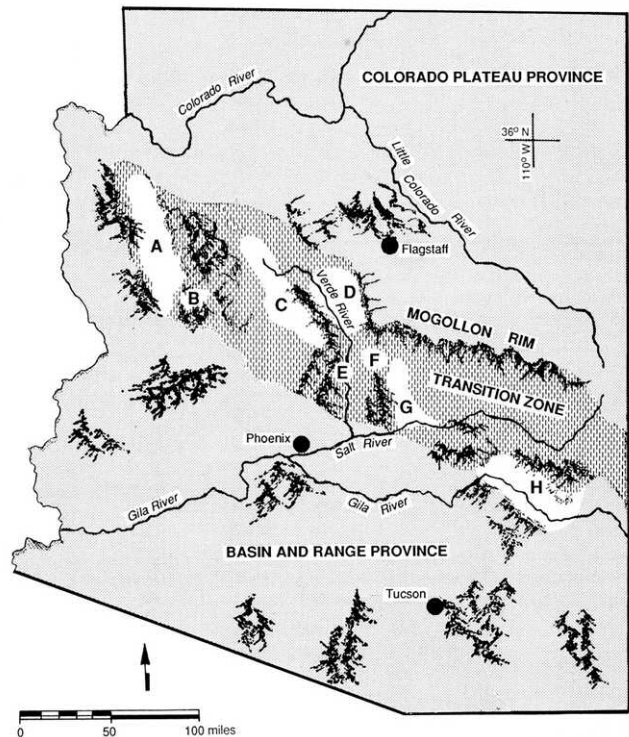 COLORADO PLATEAU PROVINCE
Colorado River
36° N
110° W
Little Colorado River
A
Flagstaff
B
C
Verde River
D
MOGOLLON RIM
E
F
TRANSITION ZONE
G
Phoenix
Salt River
H
Gila River
Gila River
BASIN AND RANGE PROVINCE
Tucson
0 50 100 miles